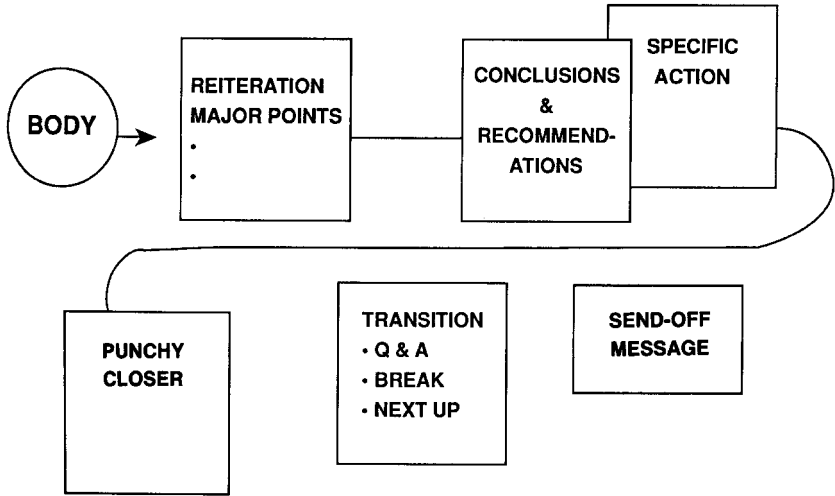 BODY
REITERATION
MAJOR POINTS
•
•
CONCLUSIONS
&
RECOMMEND-
ATIONS
SPECIFIC
ACTION
PUNCHY
CLOSER
TRANSITION
• Q & A
• BREAK
• NEXT UP
SEND-OFF
MESSAGE